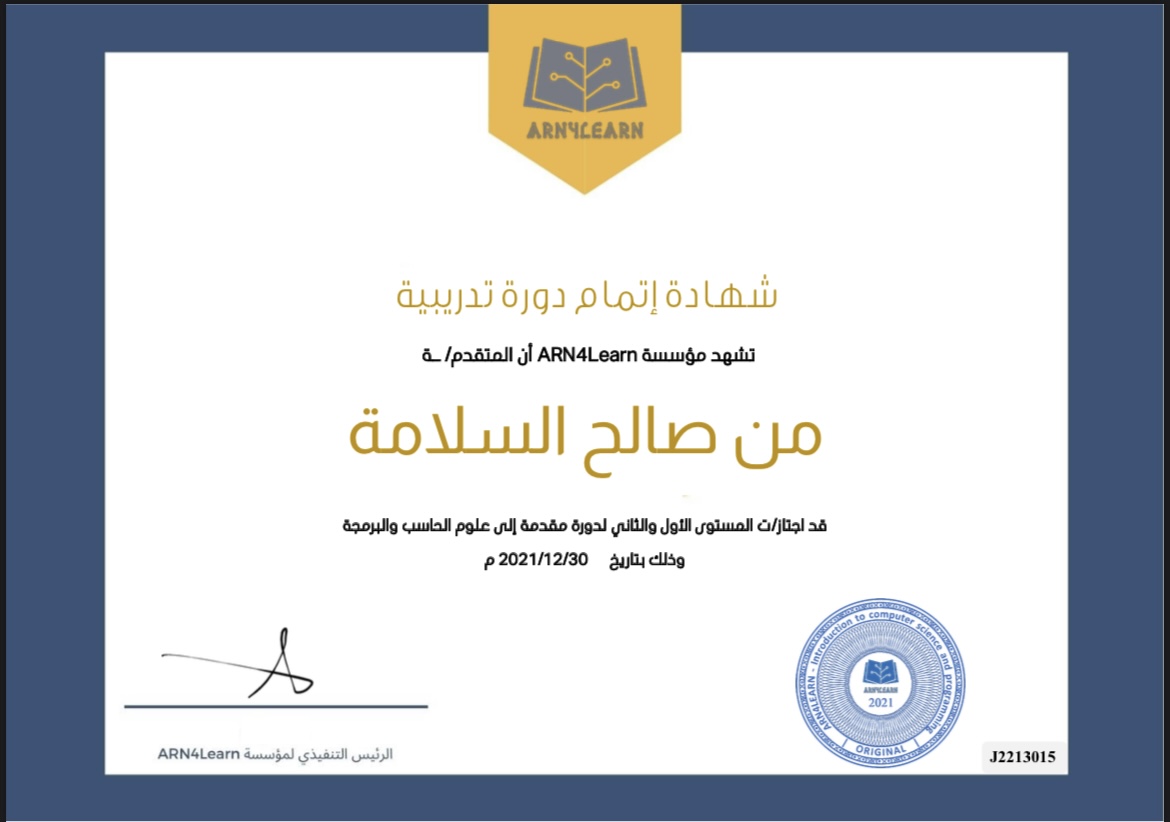 ARN4LEARN
شهادة إتمام دورة تدريبية
تشهد مؤسسة ARN4Learn أن المتقدم/ ـة
من صالح السلامة
قد اجتاز/ت المستوى الأول والثاني لدورة مقدمة إلى علوم الحاسب والبرمجة
وذلك بتاريخ 2021/12/30 م
ARN4LEARN - Introduction to computer science and programming
ARN4LEARN
2021
ORIGINAL
الرئيس التنفيذي لمؤسسة ARN4Learn
J2213015